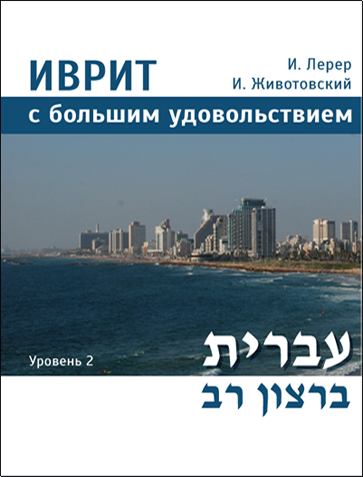 И. Лерер
ИВРИТ
И. Животовский
с большим удовольствием
Уровень 2
עברית
ברצון רב